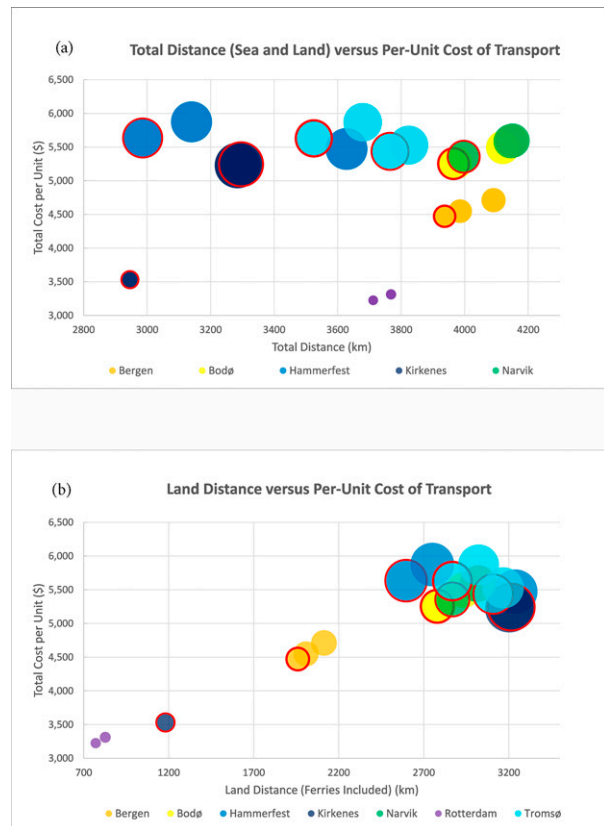 (a)
Total Distance (Sea and Land) versus Per-Unit Cost of Transport
6,500
6,000
5,500
5,000
4,500
4,000
3,500
3,000
Total Cost per Unit ($)
2800 3000 3200 3400 3600 3800 4000 4200
Total Distance (km)
Bergen Bodø Hammerfest Kirkenes Narvik
(b)
Land Distance versus Per-Unit Cost of Transport
6,500
6,000
5,500
5,000
4,500
4,000
3,500
3,000
Total Cost per Unit ($)
700 1200 1700 2200 2700 3200
Land Distance (Ferries Included) (km)
Bergen Bodø Hammerfest Kirkenes Narvik Rotterdam Tromsø